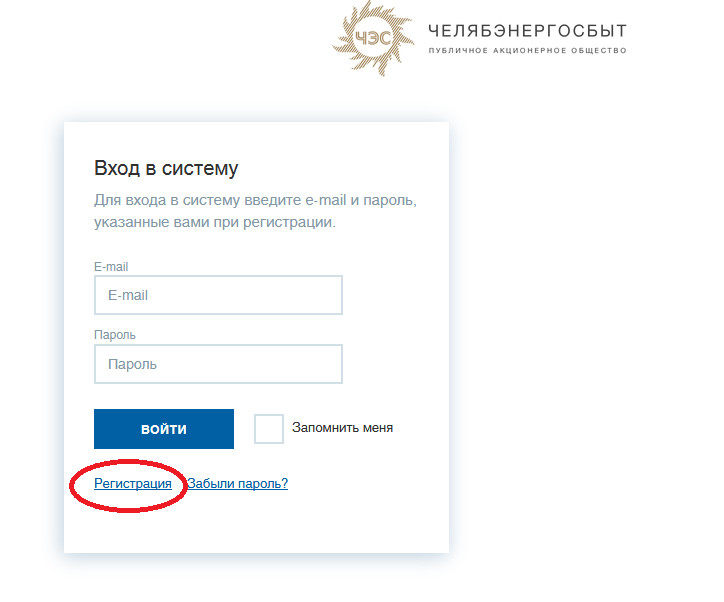 ЧЭС
ЧЕЛЯБЭНЕРГОСБЫТ
ПУБЛИЧНОЕ АКЦИОНЕРНОЕ ОБЩЕСТВО
Вход в систему
Для входа в систему введите e-mail и пароль,
указанные вами при регистрации.
E-mail
E-mail
Пароль
Пароль
ВОЙТИ Запомнить меня
Регистрация Забыли пароль?